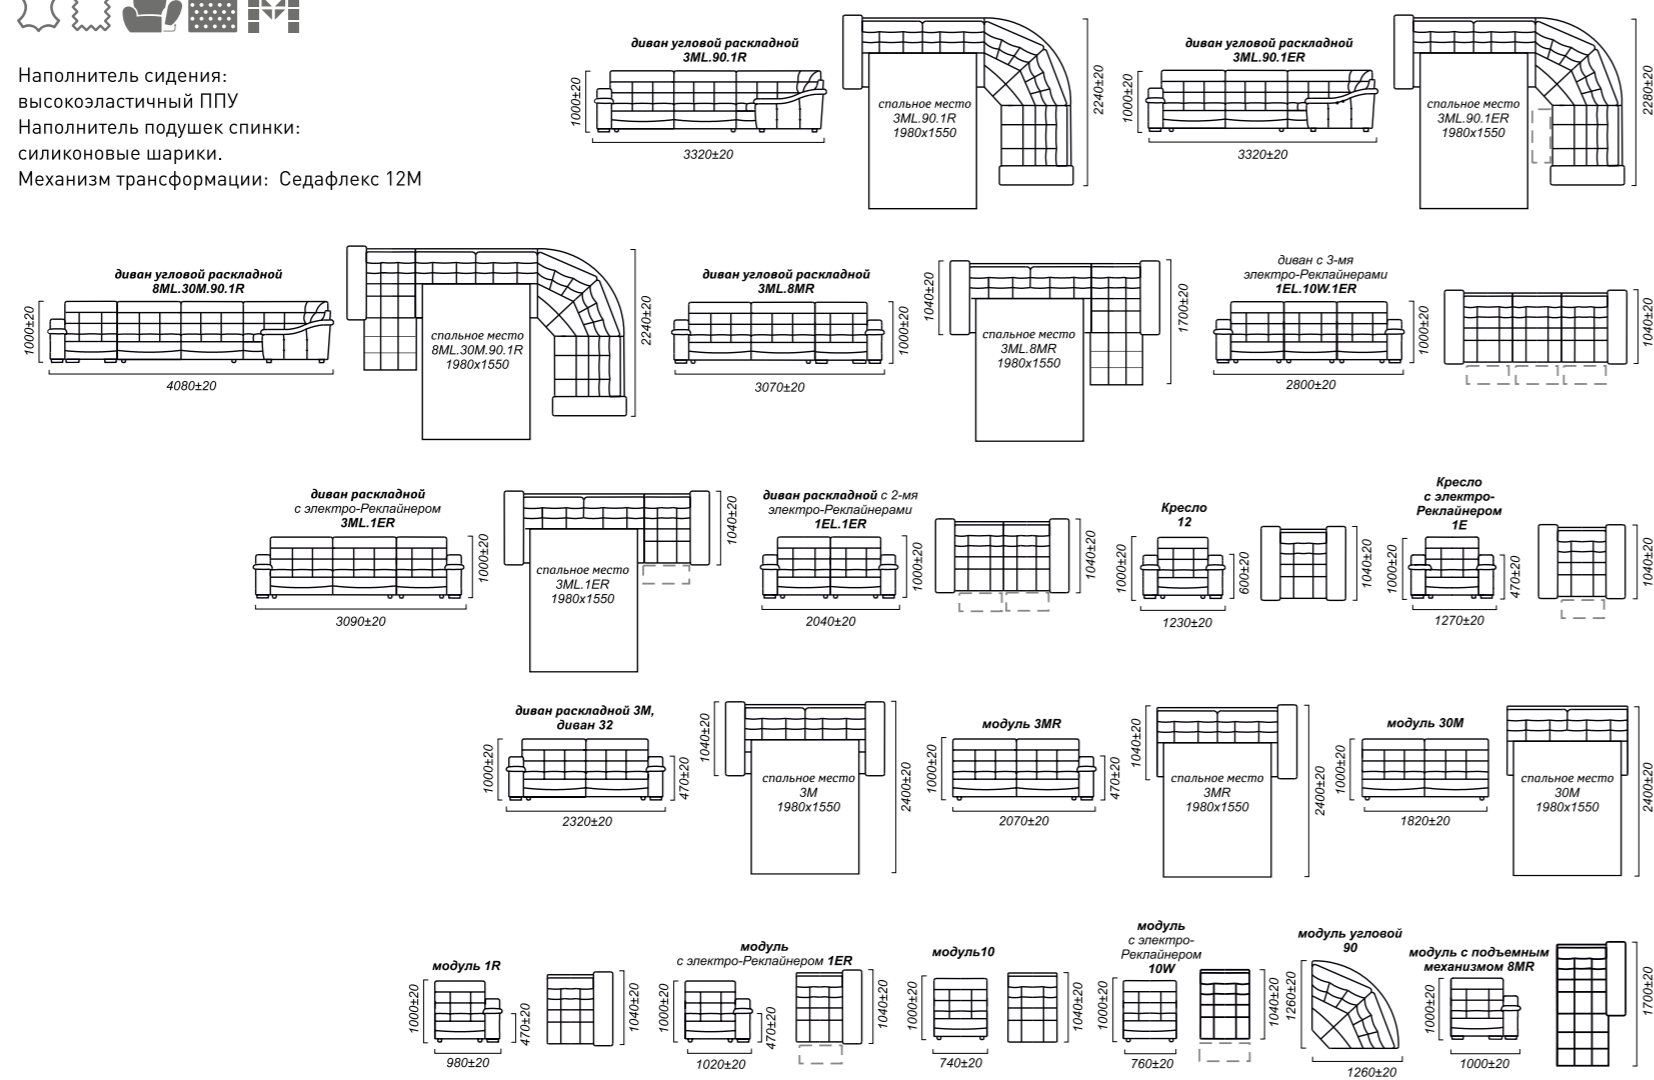 Наполнитель сидения:
высокоэластичный ППУ
Наполнитель подушек спинки:
силиконовые шарики.
Механизм трансформации: Седафлекс 12М
диван угловой раскладной
3ML.90.1R
1000±20
3320±20
спальное место
3ML.90.1R
1980x1550
2240±20
диван угловой раскладной
3ML.90.1ER
1000±20
3320±20
спальное место
3ML.90.1ER
1980x1550
2280±20
диван угловой раскладной
8ML.30M.90.1R
1000±20
4080±20
спальное место
8ML.30M.90.1R
1980x1550
2240±20
диван угловой раскладной
3ML.8MR
1000±20
3070±20
1040±20
спальное место
3ML.8MR
1980x1550
1700±20
диван с 3-мя
электро-Реклайнерами
1EL.10W.1ER
1000±20
2800±20
1040±20
диван раскладной
с электро-Реклайнером
3ML.1ER
1000±20
3090±20
спальное место
3ML.1ER
1980x1550
1040±20
диван раскладной с 2-мя
электро-Реклайнерами
1EL.1ER
1000±20
2040±20
1040±20
Кресло
12
1000±20
600±20
1230±20
1040±20
Кресло
с электро-
Реклайнером
1E
1000±20
470±20
1270±20
1040±20
диван раскладной 3М,
диван 32
1000±20
470±20
2320±20
1040±20
спальное место
3М
1980x1550
2400±20
модуль 3MR
1000±20
470±20
2070±20
1040±20
спальное место
3MR
1980x1550
2400±20
модуль 30М
1000±20
1820±20
спальное место
30М
1980x1550
2400±20
модуль 1R
1000±20
470±20
980±20
1040±20
модуль
с электро-Реклайнером 1ER
1000±20
470±20
1020±20
1040±20
модуль10
1000±20
740±20
1040±20
модуль
с электро-
Реклайнером
10W
1000±20
760±20
1040±20
модуль угловой
90
1260±20
1260±20
модуль с подъемным
механизмом 8MR
1000±20
1000±20
1700±20